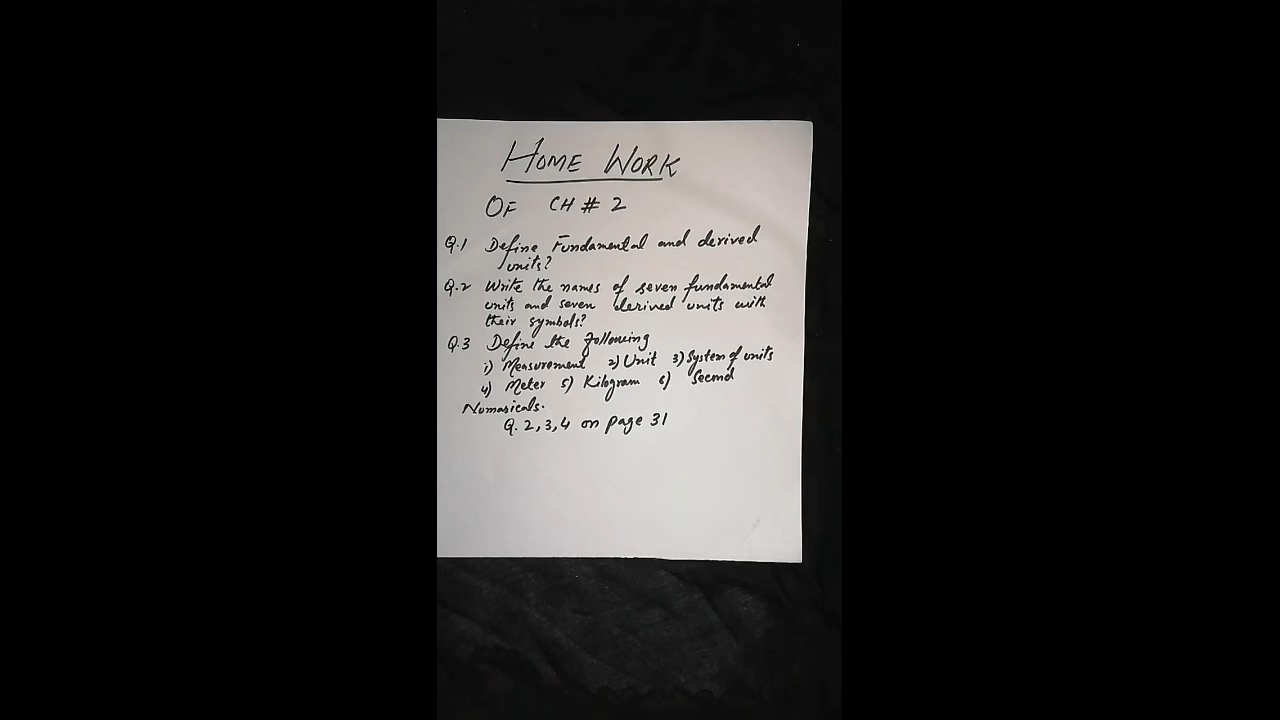 HOME WORK
OF CH # 2
Q.1 Define Fundamental and derived
units?
Q.2 Write the names of seven fundamental
units and seven derived units with
their symbols?
Q.3 Define the following
1) Measurement 2) Unit 3) System of units
4) Meter 5) Kilogram 6) Second
Numaricals.
Q. 2, 3, 4 on page 31